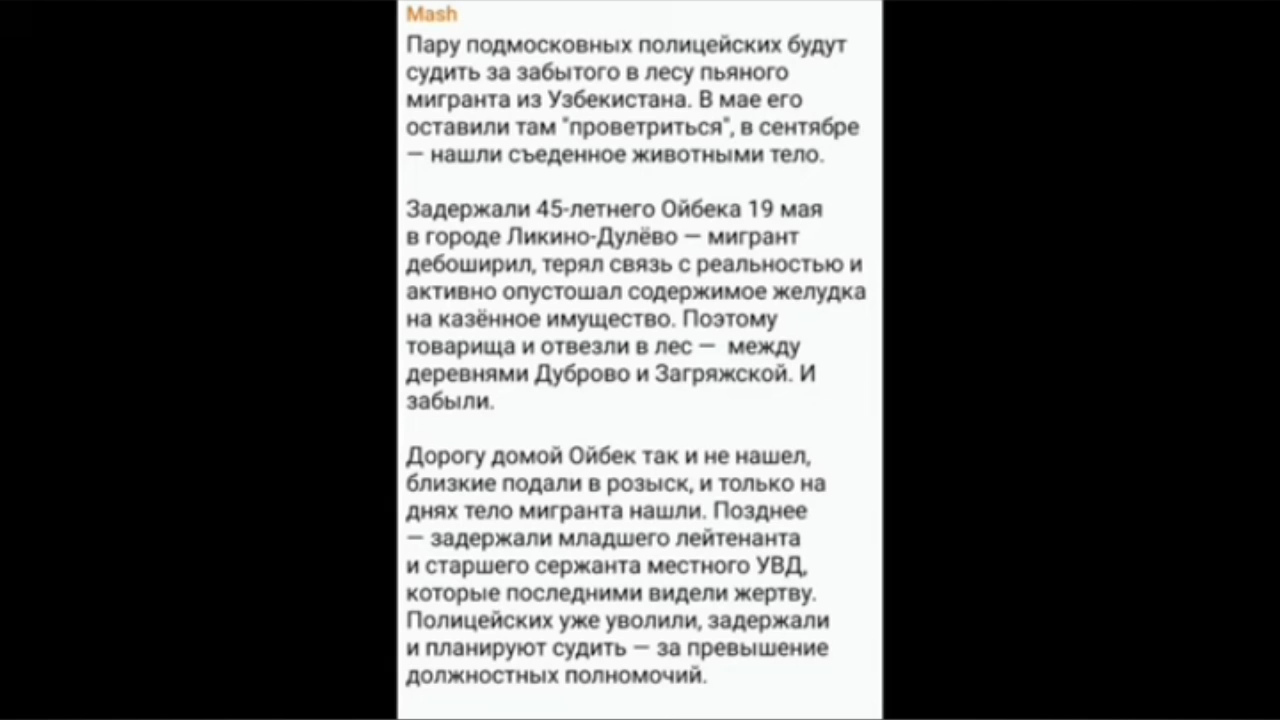 Mash
Пару подмосковных полицейских будут
судить за забытого в лесу пьяного
мигранта из Узбекистана. В мае его
оставили там "проветриться", в сентябре
— нашли съеденное животными тело.
Задержали 45-летнего Ойбека 19 мая
в городе Ликино-Дулёво — мигрант
дебоширил, терял связь с реальностью и
активно опустошал содержимое желудка
на казённое имущество. Поэтому
товарища и отвезли в лес — между
деревнями Дуброво и Загряжской. И
забыли.
Дорогу домой Ойбек так и не нашел,
близкие подали в розыск, и только на
днях тело мигранта нашли. Позднее
— задержали младшего лейтенанта
и старшего сержанта местного УВД,
которые последними видели жертву.
Полицейских уже уволили, задержали
и планируют судить — за превышение
должностных полномочий.